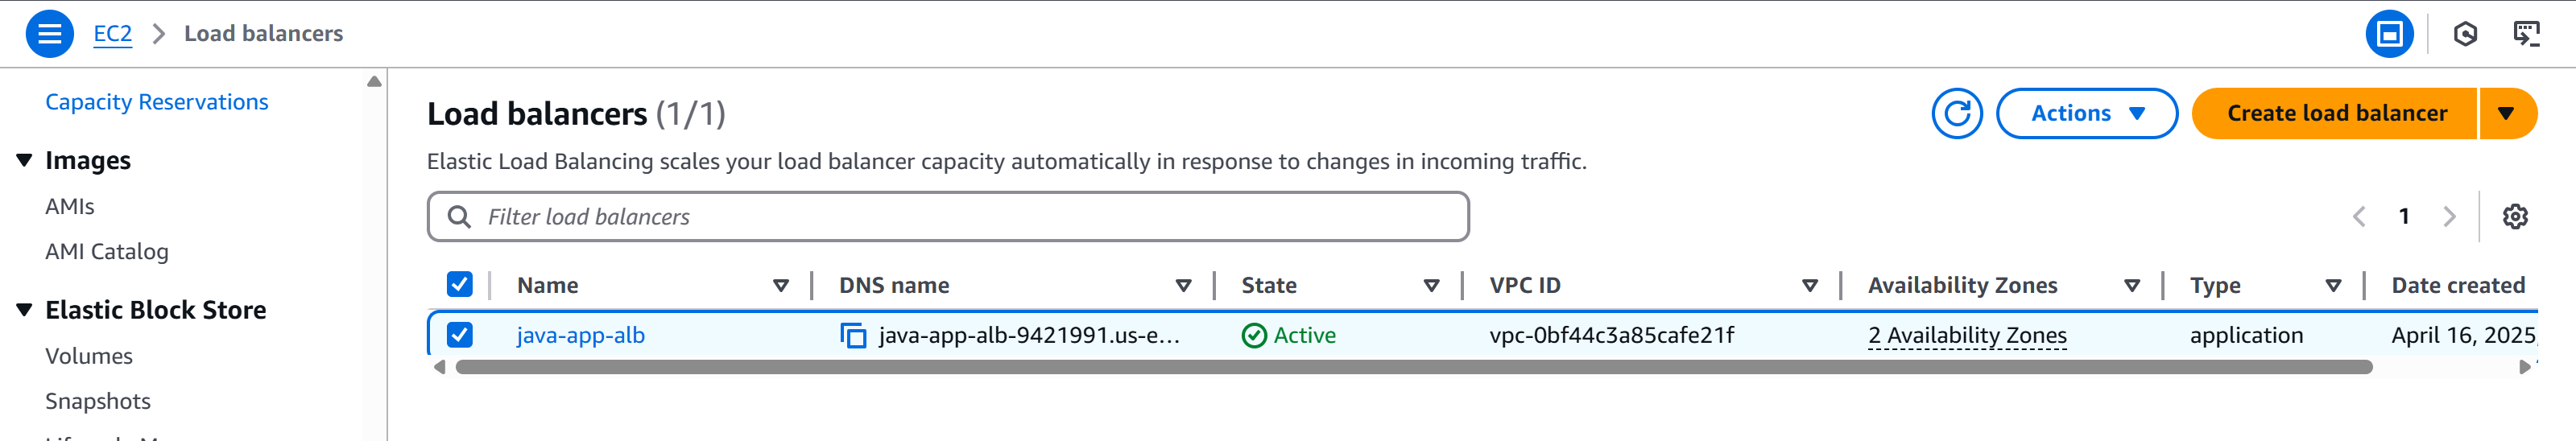 EC2 > Load balancers
Capacity Reservations
Images
AMIs
AMI Catalog
Elastic Block Store
Volumes
Snapshots
Load balancers (1/1)
Actions
Create load balancer
Elastic Load Balancing scales your load balancer capacity automatically in response to changes in incoming traffic.
Filter load balancers
1
Name DNS name State VPC ID Availability Zones Type Date created
java-app-alb java-app-alb-9421991.us-e... Active vpc-0bf44c3a85cafe21f 2 Availability Zones application April 16, 2025,